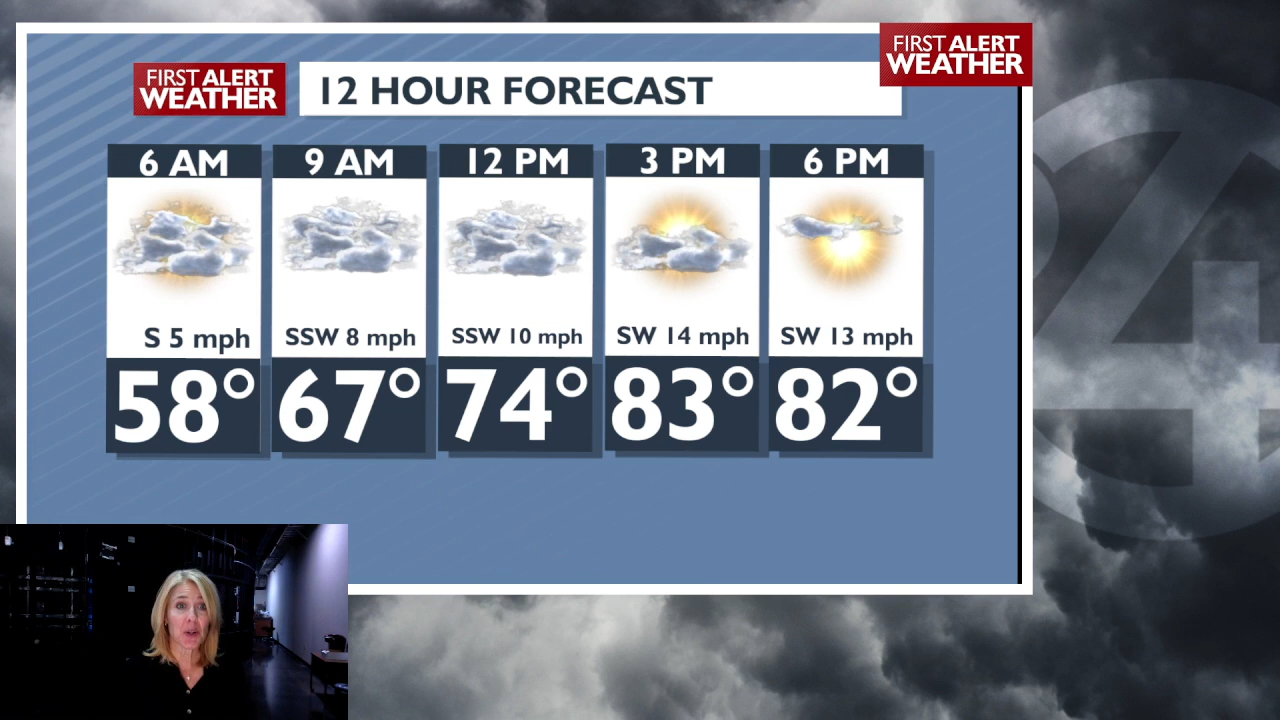 FIRST ALERT
WEATHER
FIRST ALERT
WEATHER
12 HOUR FORECAST
6 AM
9 AM
12 PM
3 PM
6 PM
S 5 mph
SSW 8 mph
SSW 10 mph
SW 14 mph
SW 13 mph
58°
67°
74°
83°
82°
4